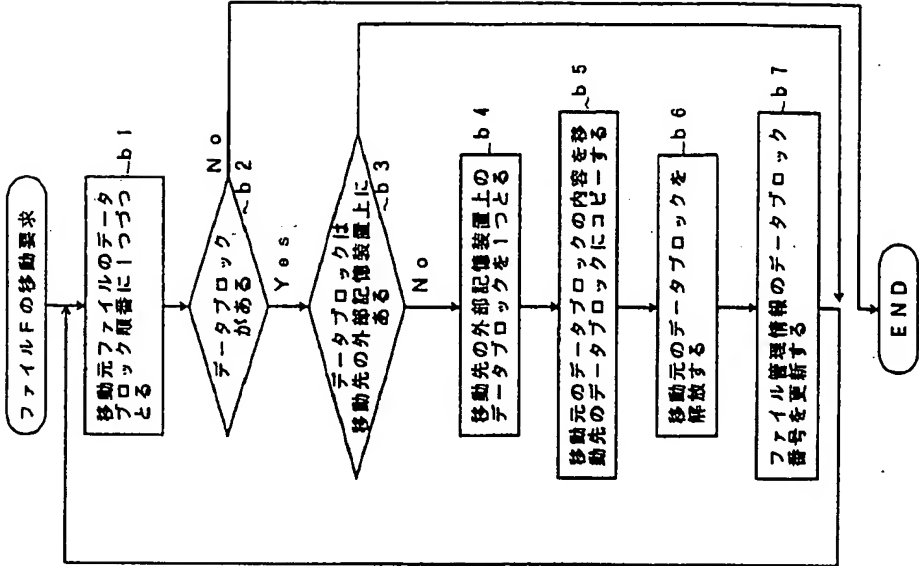 ファイルFの移動要求
移動元ファイルのデータ
ブロック順番に1つづつ
とる
b1
データブロック
がある
b2
No
Yes
データブロックは
移動先の外部記憶装置上に
ある
b3
No
移動先の外部記憶装置上の
データブロックを1つとる
b4
移動元のデータブロックの内容を移
動先のデータブロックにコピーする
b5
移動元のデータブロックを
解放する
b6
ファイル管理情報のデータブロック
番号を更新する
b7
END